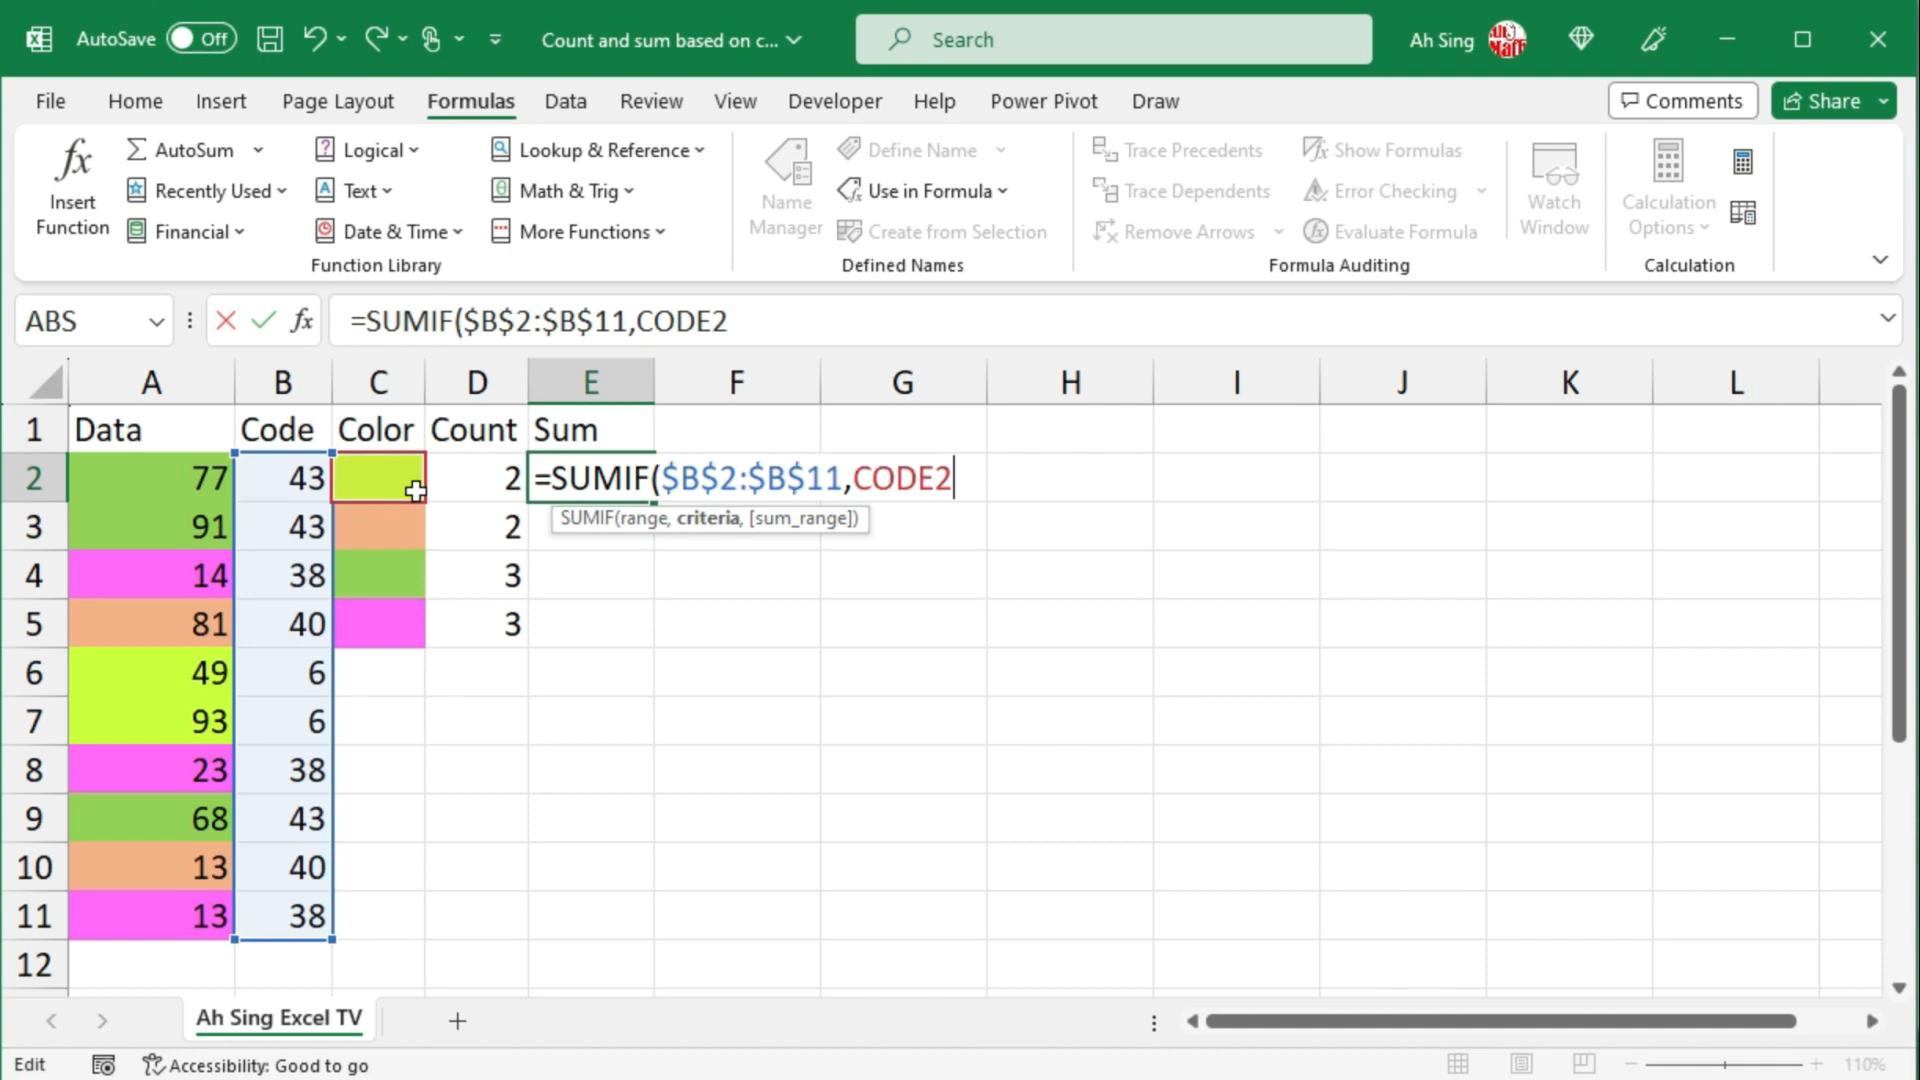 AutoSave Off Count and sum based on c... Search Ah Sing
File Home Insert Page Layout Formulas Data Review View Developer Help Power Pivot Draw Comments Share
fx Insert Function
AutoSum
Recently Used
Financial
Logical
Text
Date & Time
Lookup & Reference
Math & Trig
More Functions
Function Library
Name Manager
Define Name
Use in Formula
Create from Selection
Defined Names
Trace Precedents
Trace Dependents
Remove Arrows
Show Formulas
Error Checking
Evaluate Formula
Formula Auditing
Watch Window
Calculation Options
Calculation
ABS fx =SUMIF($B$2:$B$11,CODE2
A B C D E F G H I J K L
1 Data Code Color Count Sum
2 77 43 2 =SUMIF($B$2:$B$11,CODE2
SUMIF(range, criteria, [sum_range])
3 91 43 2
4 14 38 3
5 81 40 3
6 49 6
7 93 6
8 23 38
9 68 43
10 13 40
11 13 38
12
Ah Sing Excel TV
Edit Accessibility: Good to go 110%